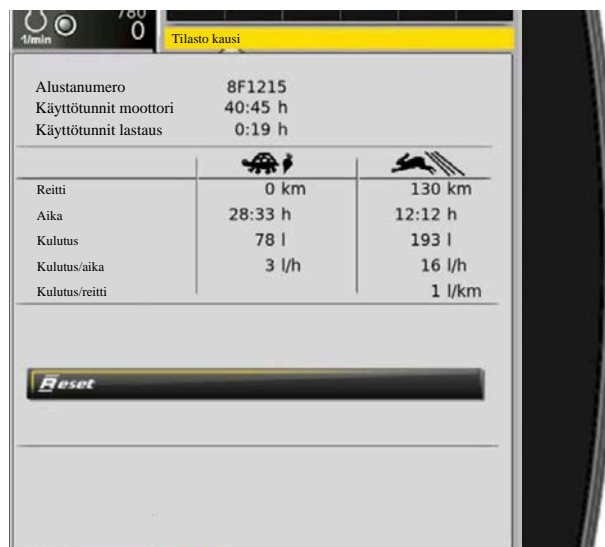 780
1/min 0
Tilasto kausi
Alustanumero 8F1215
Käyttötunnit moottori 40:45 h
Käyttötunnit lastaus 0:19 h
Reitti 0 km 130 km
Aika 28:33 h 12:12 h
Kulutus 78 l 193 l
Kulutus/aika 3 l/h 16 l/h
Kulutus/reitti 1 l/km
Reset